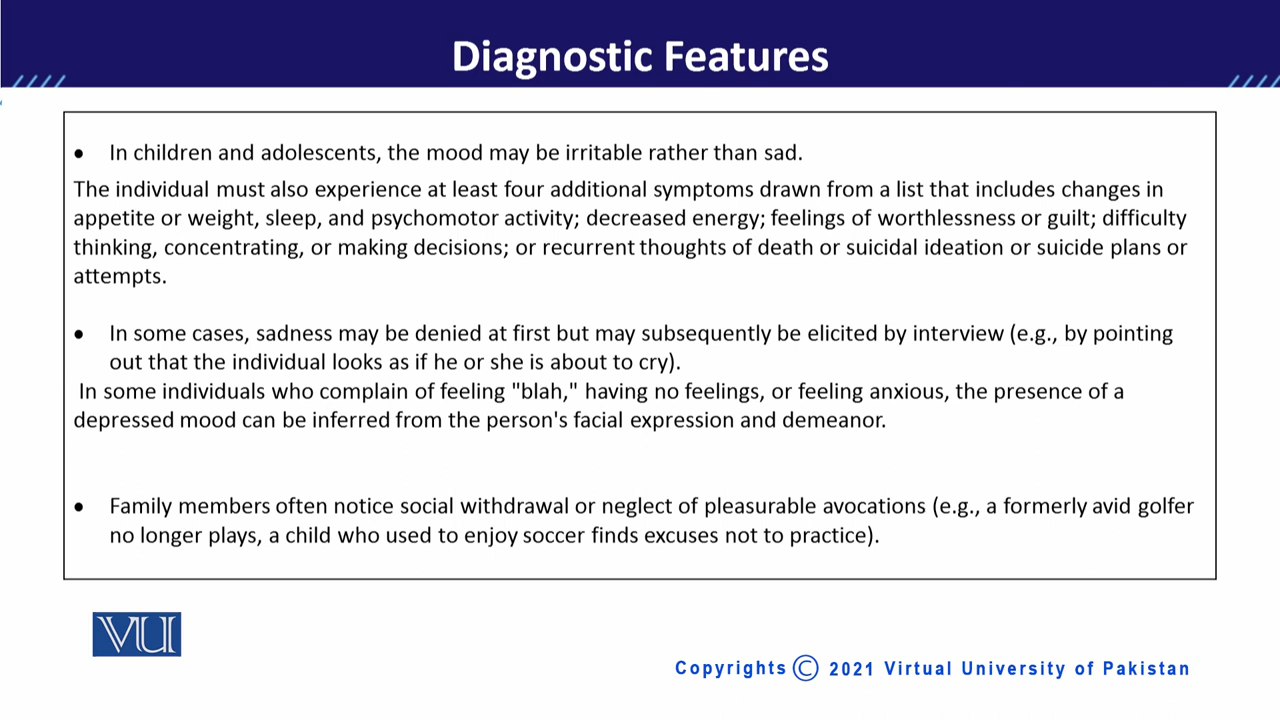 Diagnostic Features
• In children and adolescents, the mood may be irritable rather than sad.
The individual must also experience at least four additional symptoms drawn from a list that includes changes in
appetite or weight, sleep, and psychomotor activity; decreased energy; feelings of worthlessness or guilt; difficulty
thinking, concentrating, or making decisions; or recurrent thoughts of death or suicidal ideation or suicide plans or
attempts.
• In some cases, sadness may be denied at first but may subsequently be elicited by interview (e.g., by pointing
out that the individual looks as if he or she is about to cry).
In some individuals who complain of feeling "blah," having no feelings, or feeling anxious, the presence of a
depressed mood can be inferred from the person's facial expression and demeanor.
• Family members often notice social withdrawal or neglect of pleasurable avocations (e.g., a formerly avid golfer
no longer plays, a child who used to enjoy soccer finds excuses not to practice).
VU
Copyrights © 2021 Virtual University of Pakistan